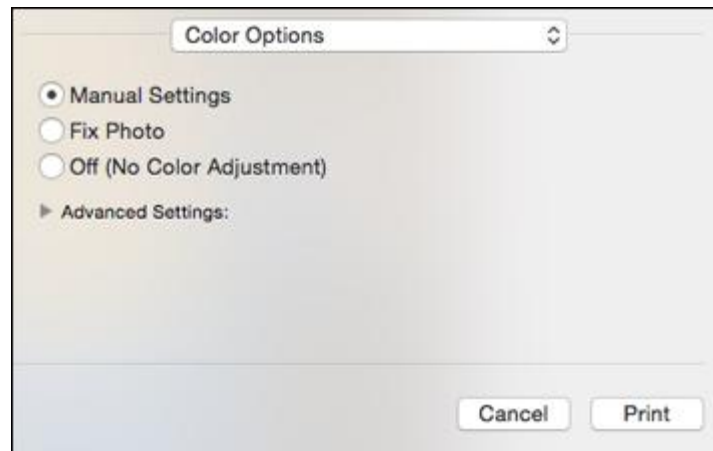 Color Options
Manual Settings
Fix Photo
Off (No Color Adjustment)
Advanced Settings:
Cancel Print